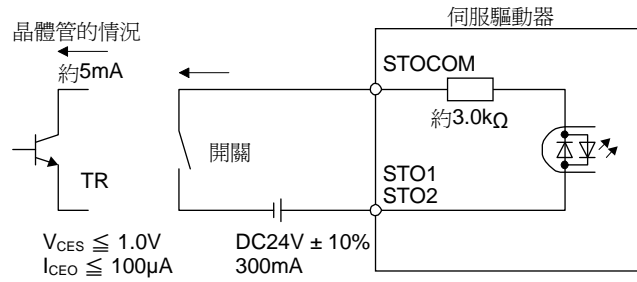 伺服驅動器
晶體管的情況
約5mA
STOCOM
約3.0kΩ
開關
TR
STO1
STO2
VCES ≦ 1.0V
ICEO ≦ 100μA
DC24V ± 10%
300mA